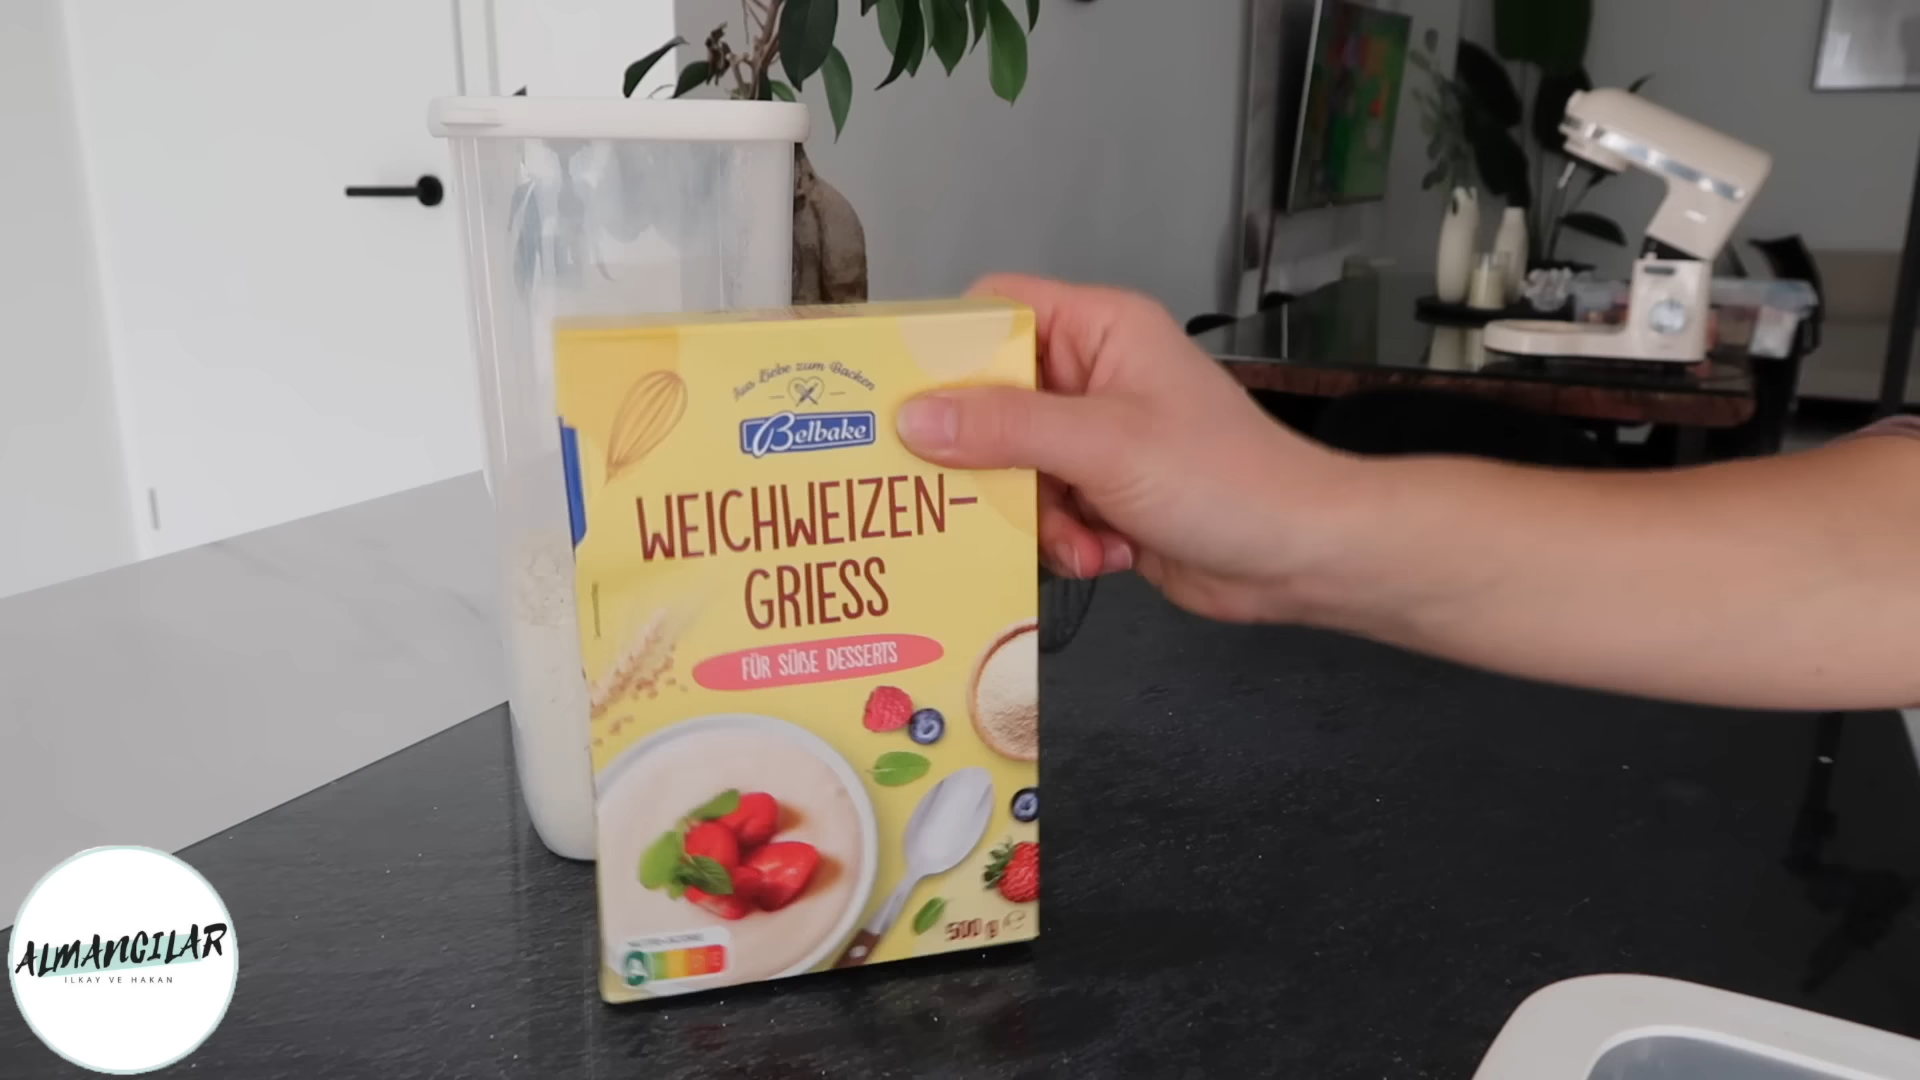 Aus Liebe zum Backen
Belbake
WEICHWEIZEN-
GRIESS
FÜR SÜẞE DESSERTS
500 g ℮
ALMANCILAR
ILKAY VE HAKAN